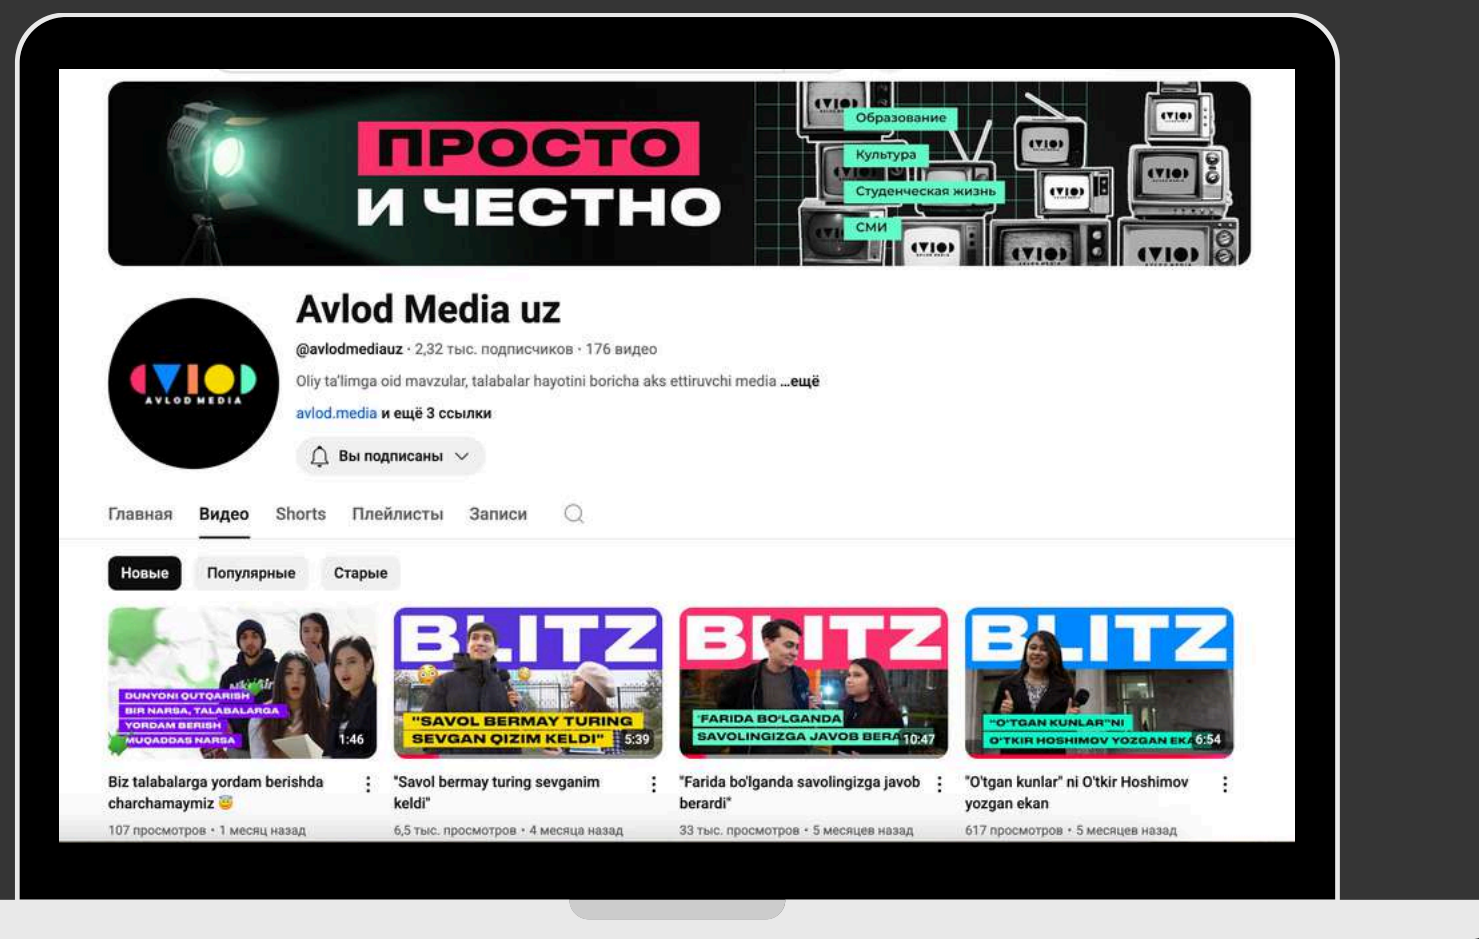 ПРОСТО
И ЧЕСТНО
Образование
Культура
Студенческая жизнь
СМИ
AVLOD MEDIA
Avlod Media uz
@avlodmediauz · 2,32 тыс. подписчиков · 176 видео
Oliy ta'limga oid mavzular, talabalar hayotini boricha aks ettiruvchi media ...ещё
avlod.media и ещё 3 ссылки
Вы подписаны
Главная Видео Shorts Плейлисты Записи
Новые Популярные Старые
DUNYONI QUTQARISH
BIR NARSA, TALABALARGA
YORDAM BERISH
MUQADDAS NARSA
1:46
BLITZ
"SAVOL BERMAY TURING
SEVGAN QIZIM KELDI"
5:39
BLITZ
"FARIDA BO'LGANDA
SAVOLINGIZGA JAVOB
10:47
BLITZ
"O'TGAN KUNLAR"NI
O'TKIR HOSHIMOV YOZGAN
6:54
Biz talabalarga yordam berishda
charchamaymiz 😇
107 просмотров • 1 месяц назад
"Savol bermay turing sevganim
keldi"
6,5 тыс. просмотров • 4 месяца назад
"Farida bo'lganda savolingizga javob
berardi"
33 тыс. просмотров • 5 месяцев назад
"O'tgan kunlar" ni O'tkir Hoshimov
yozgan ekan
617 просмотров • 5 месяцев назад